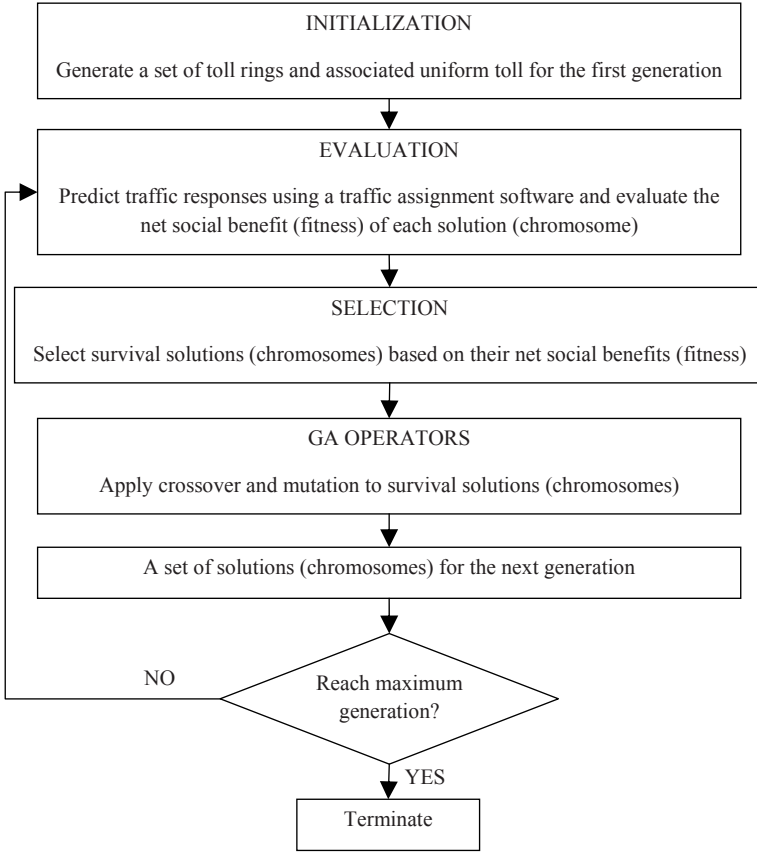 INITIALIZATION
Generate a set of toll rings and associated uniform toll for the first generation
EVALUATION
Predict traffic responses using a traffic assignment software and evaluate the
net social benefit (fitness) of each solution (chromosome)
SELECTION
Select survival solutions (chromosomes) based on their net social benefits (fitness)
GA OPERATORS
Apply crossover and mutation to survival solutions (chromosomes)
A set of solutions (chromosomes) for the next generation
NO
Reach maximum
generation?
YES
Terminate